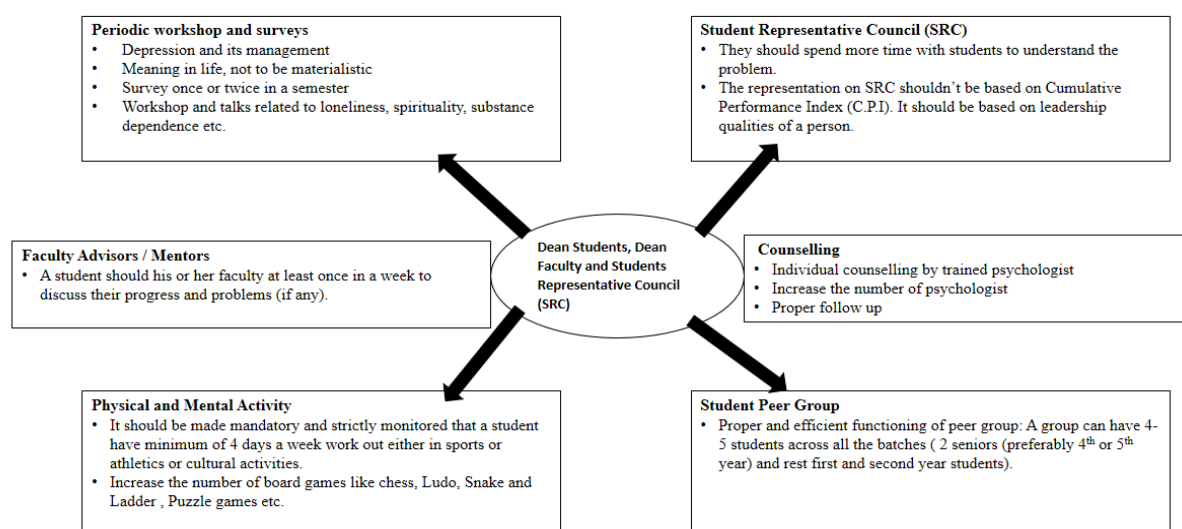 Periodic workshop and surveys
• Depression and its management
• Meaning in life, not to be materialistic
• Survey once or twice in a semester
• Workshop and talks related to loneliness, spirituality, substance
dependence etc.
Student Representative Council (SRC)
• They should spend more time with students to understand the
problem.
• The representation on SRC shouldn’t be based on Cumulative
Performance Index (C.P.I). It should be based on leadership
qualities of a person.
Faculty Advisors / Mentors
• A student should his or her faculty at least once in a week to
discuss their progress and problems (if any).
Dean Students, Dean
Faculty and Students
Representative Council
(SRC)
Counselling
• Individual counselling by trained psychologist
• Increase the number of psychologist
• Proper follow up
Physical and Mental Activity
• It should be made mandatory and strictly monitored that a student
have minimum of 4 days a week work out either in sports or
athletics or cultural activities.
• Increase the number of board games like chess, Ludo, Snake and
Ladder , Puzzle games etc.
Student Peer Group
• Proper and efficient functioning of peer group: A group can have 4-
5 students across all the batches ( 2 seniors (preferably 4th or 5th
year) and rest first and second year students).